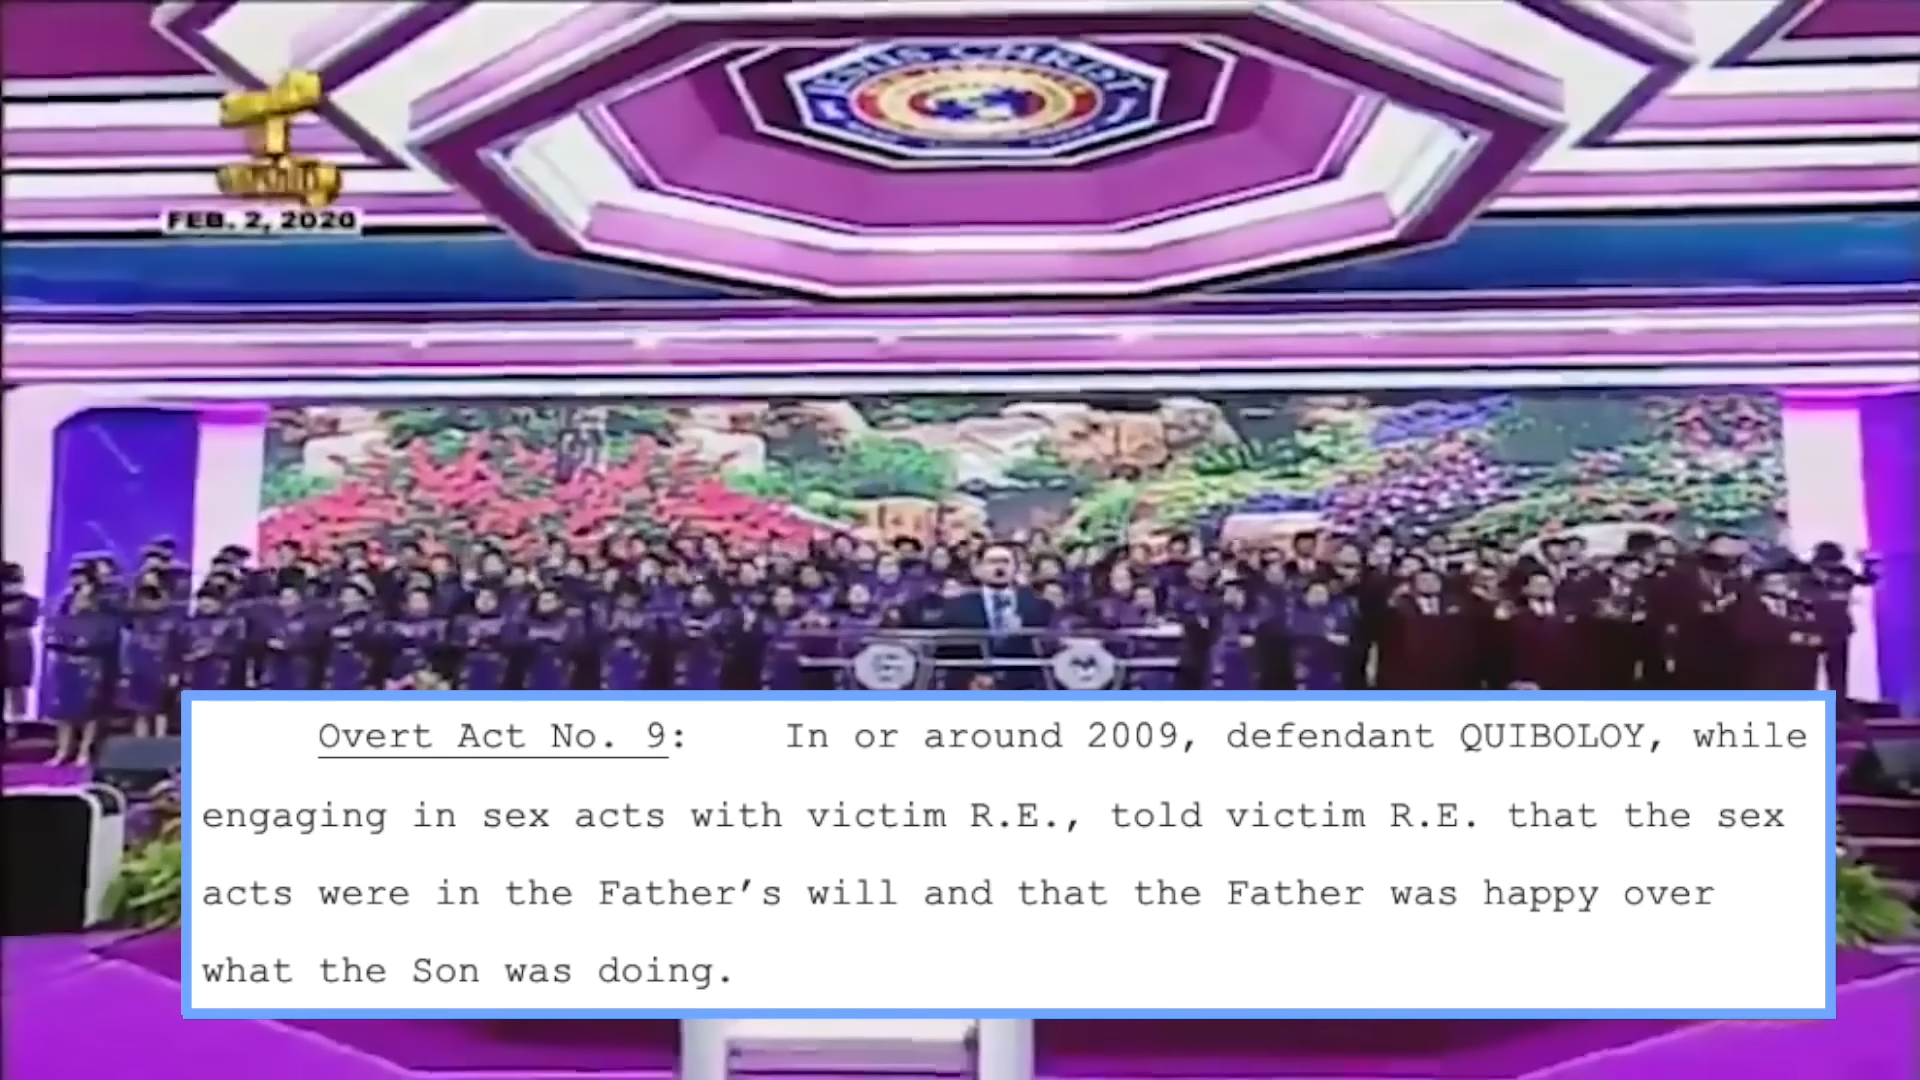 JESUS CHRIST
FEB. 2, 2020
Overt Act No. 9: In or around 2009, defendant QUIBOLOY, while
engaging in sex acts with victim R.E., told victim R.E. that the sex
acts were in the Father’s will and that the Father was happy over
what the Son was doing.